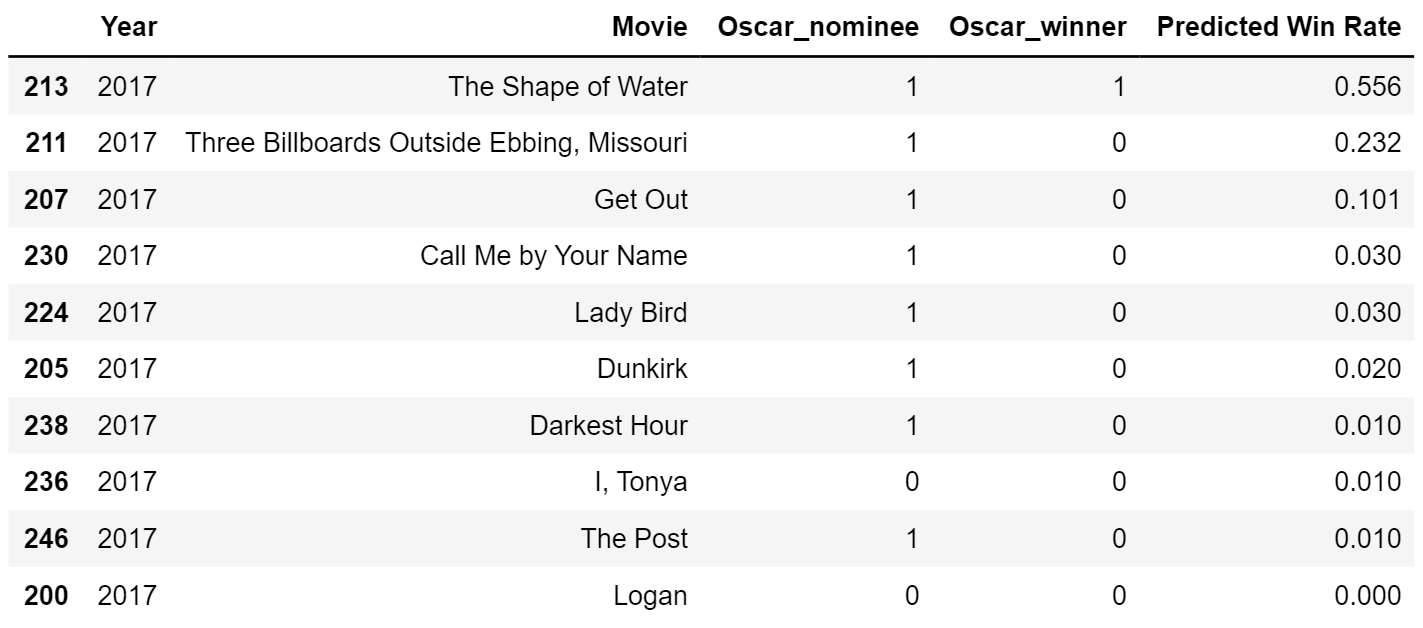 Year Movie Oscar_nominee Oscar_winner Predicted Win Rate
213 2017 The Shape of Water 1 1 0.556
211 2017 Three Billboards Outside Ebbing, Missouri 1 0 0.232
207 2017 Get Out 1 0 0.101
230 2017 Call Me by Your Name 1 0 0.030
224 2017 Lady Bird 1 0 0.030
205 2017 Dunkirk 1 0 0.020
238 2017 Darkest Hour 1 0 0.010
236 2017 I, Tonya 0 0 0.010
246 2017 The Post 1 0 0.010
200 2017 Logan 0 0 0.000